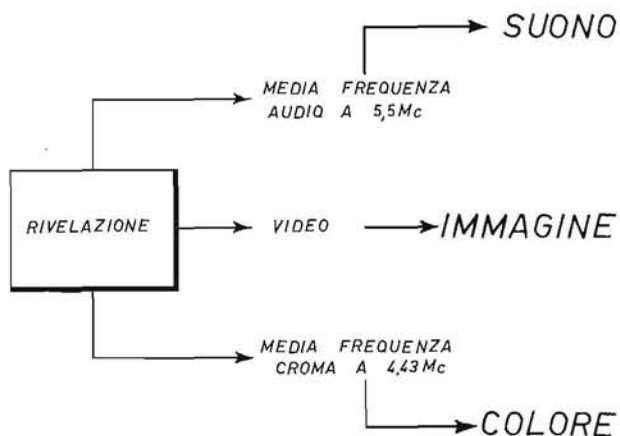 SUONO
MEDIA FREQUENZA
AUDIO A 5,5Mc
RIVELAZIONE
VIDEO
IMMAGINE
MEDIA FREQUENZA
CROMA A 4,43Mc
COLORE